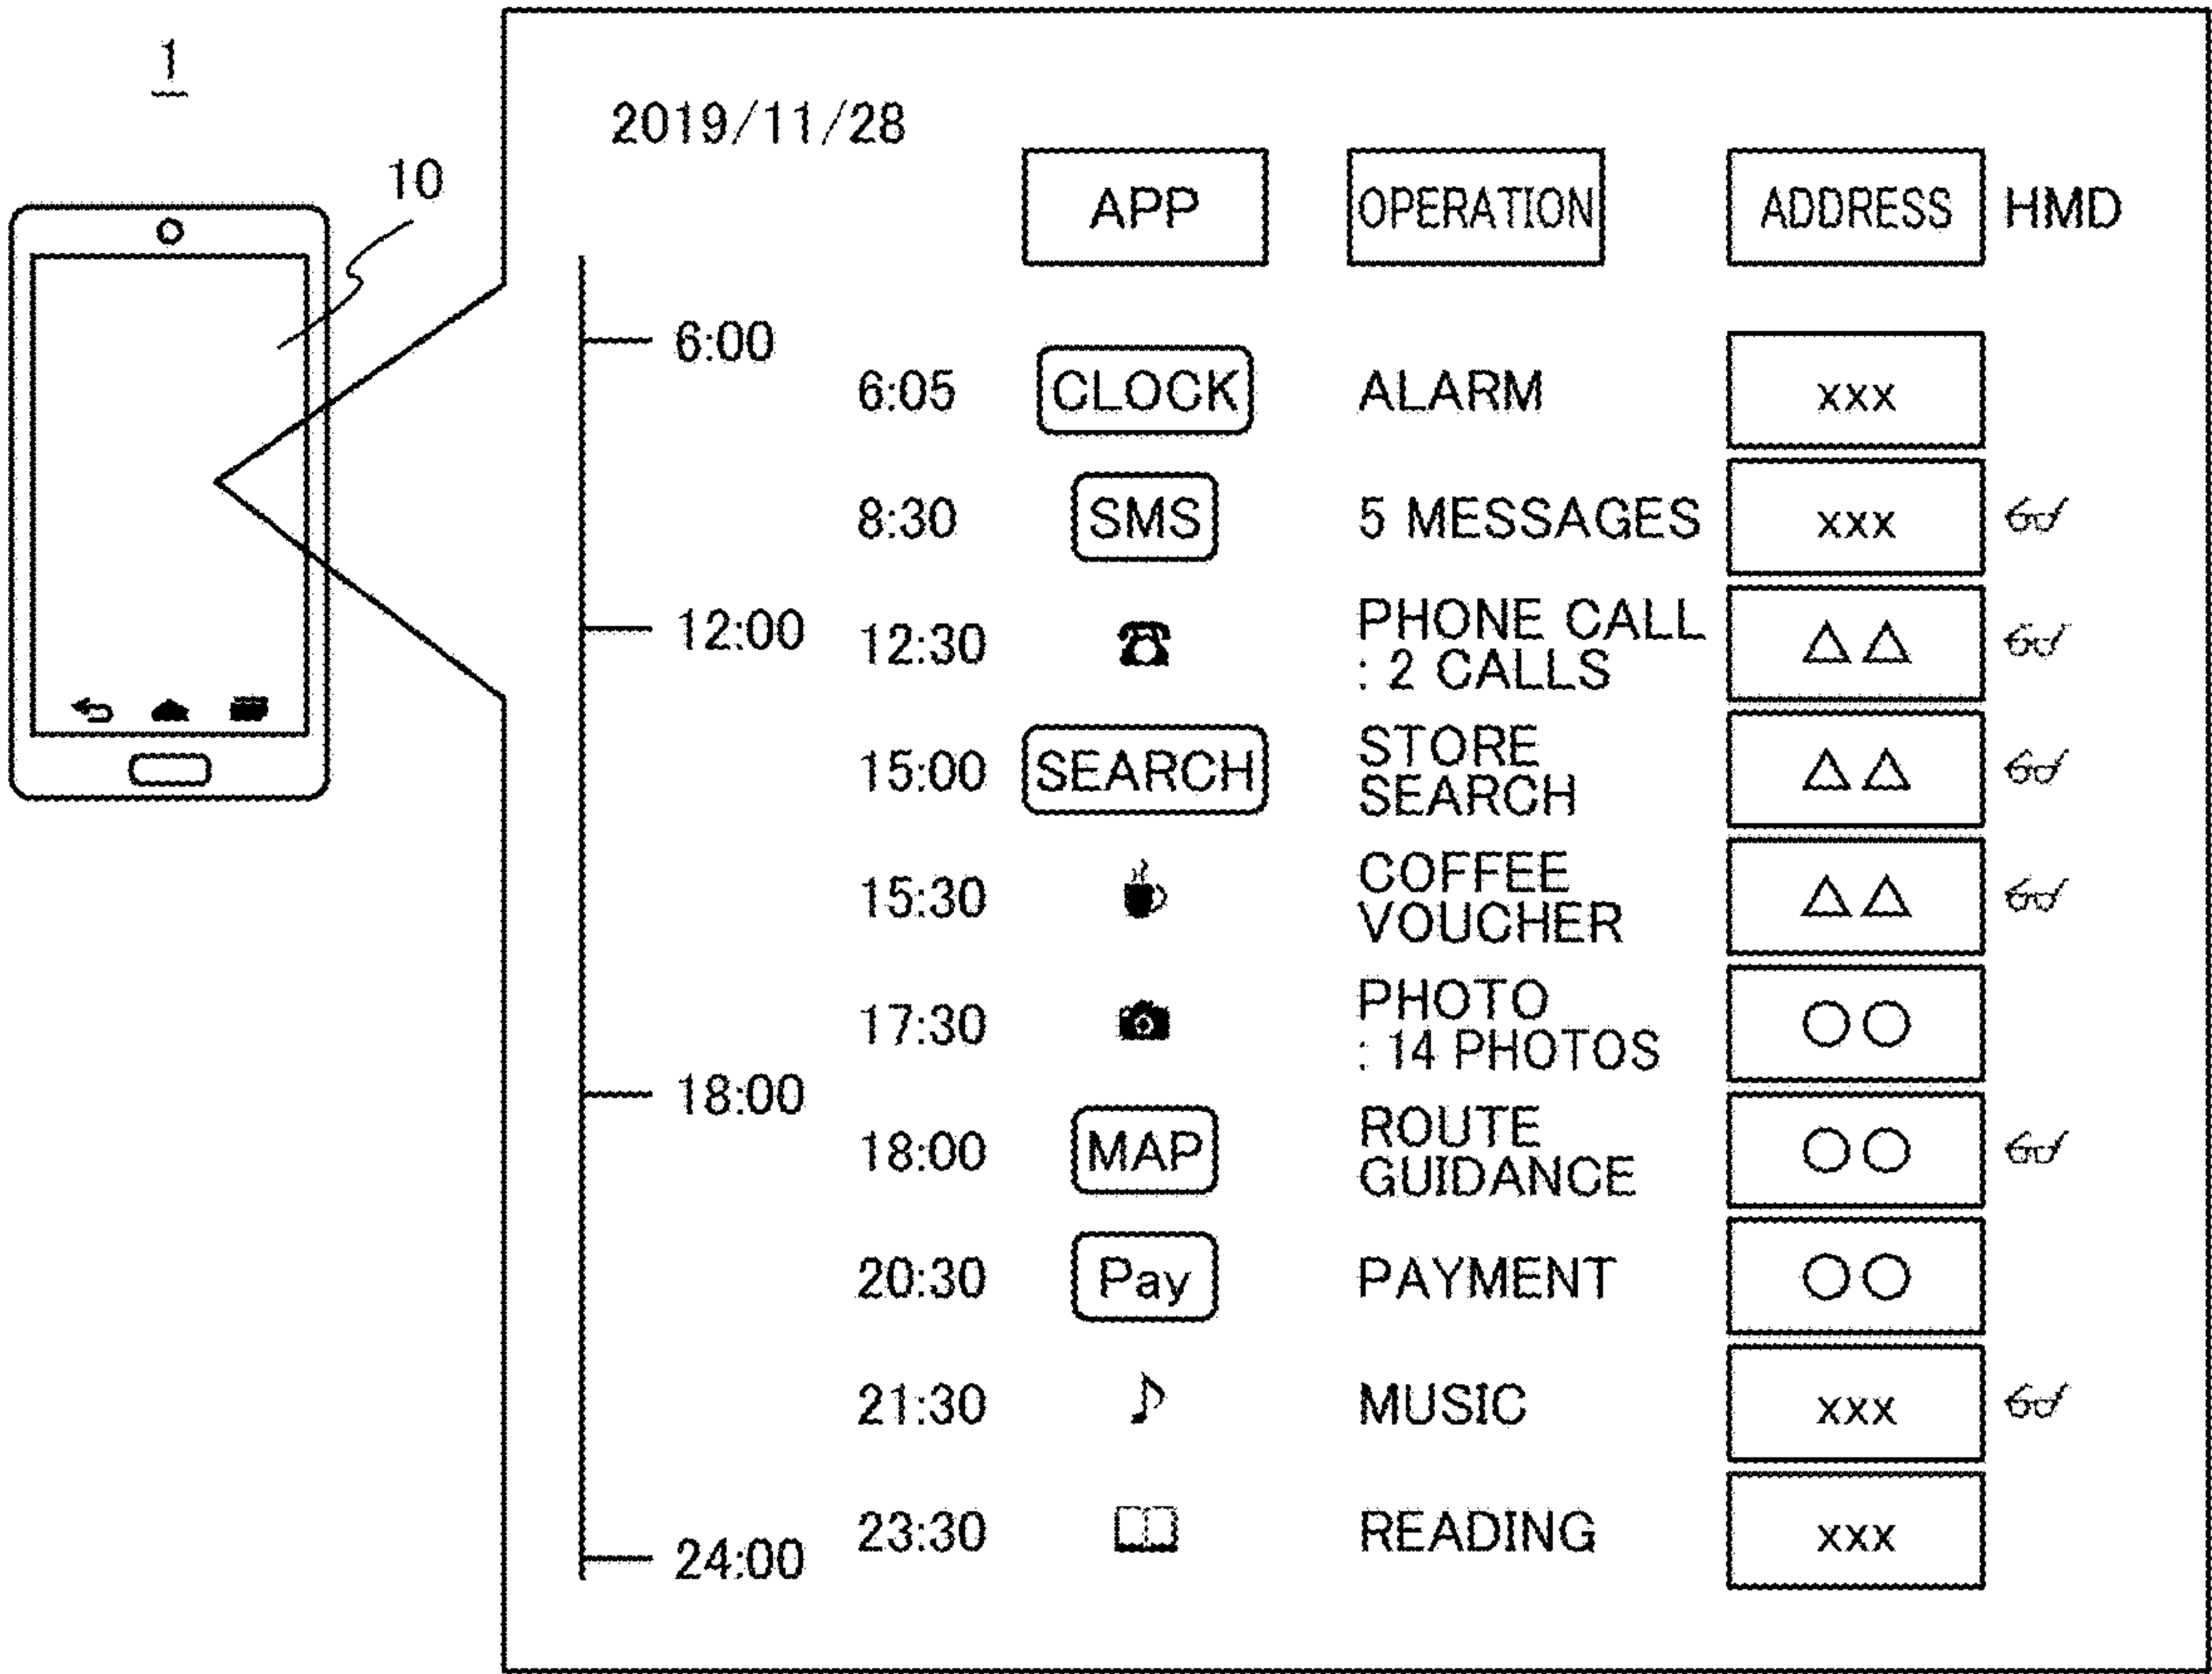 1
10
2019/11/28
APP OPERATION ADDRESS HMD
6:00
6:05 CLOCK ALARM xxx
8:30 SMS 5 MESSAGES xxx
12:00
12:30 PHONE CALL
: 2 CALLS △△
15:00 SEARCH STORE
SEARCH △△
15:30 COFFEE
VOUCHER △△
17:30 PHOTO
: 14 PHOTOS ○○
18:00
18:00 MAP ROUTE
GUIDANCE ○○
20:30 Pay PAYMENT ○○
21:30 MUSIC xxx
23:30 READING xxx
24:00